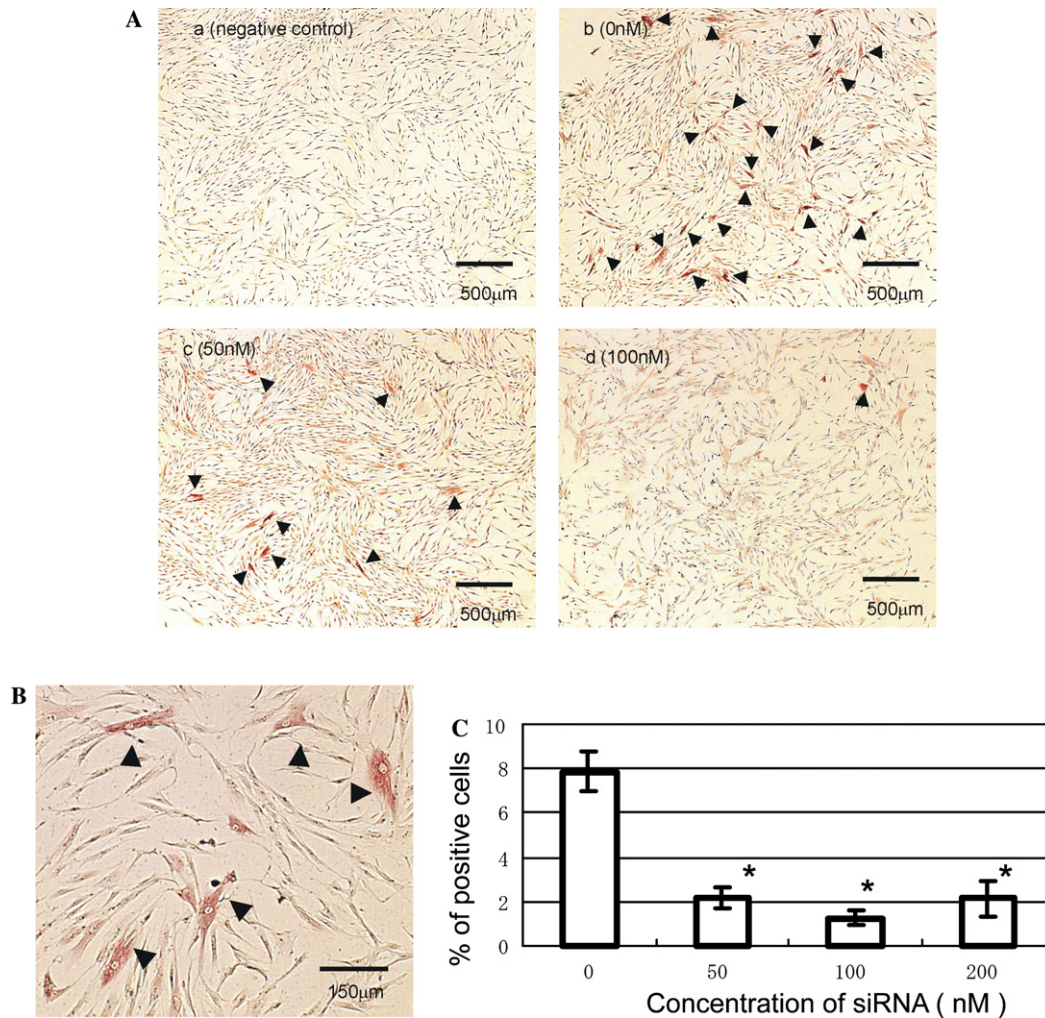 A
a (negative control)
500μm
b (0nM)
500μm
c (50nM)
500μm
d (100nM)
500μm
B
150μm
C
% of positive cells
10
8
6
4
2
0
0 50 100 200
Concentration of siRNA ( nM )
* * *